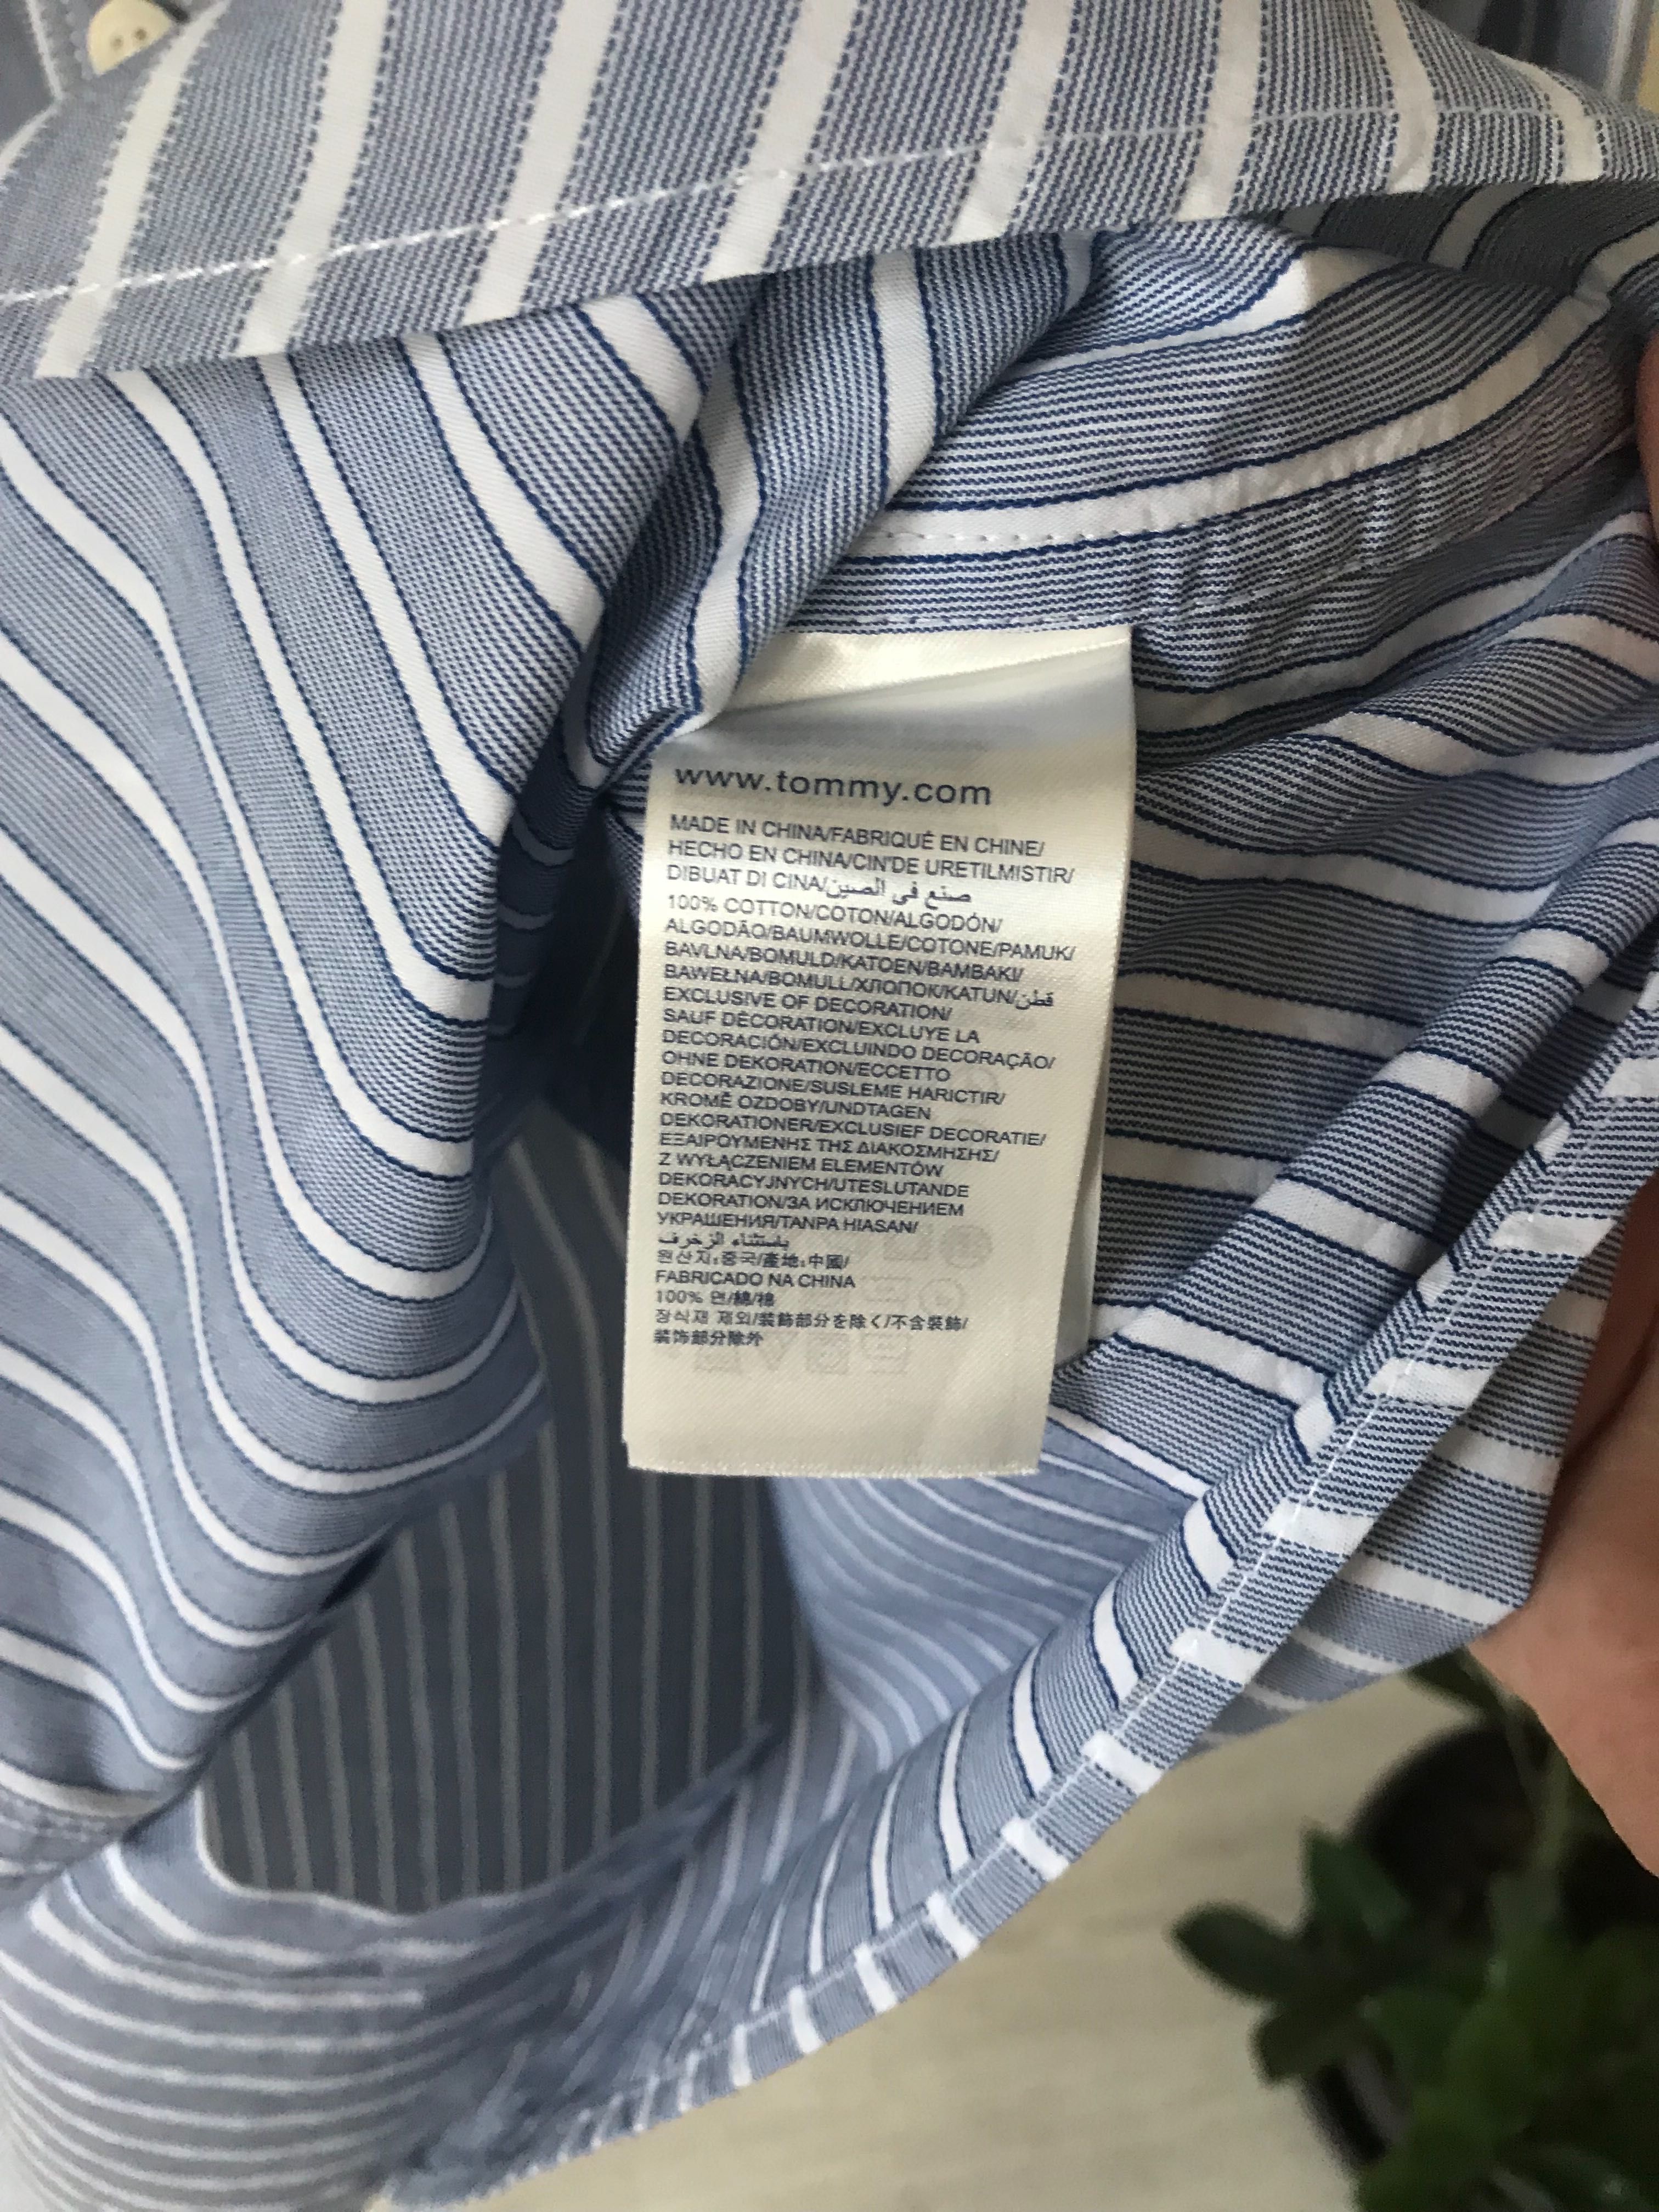 www.tommy.com
MADE IN CHINA/FABRIQUÉ EN CHINE/
HECHO EN CHINA/CIN'DE URETILMISTIR/
DIBUAT DI CINA/صنع في الصين
100% COTTON/COTON/ALGODÓN/
ALGODÃO/BAUMWOLLE/COTONE/PAMUK/
BAVLNA/BOMULD/KATOEN/BAMBAKI/
BAWEŁNA/BOMULL/ХЛОПОК/KATUN/قطن
EXCLUSIVE OF DECORATION/
SAUF DÉCORATION/EXCLUYE LA
DECORACIÓN/EXCLUINDO DECORAÇÃO/
OHNE DEKORATION/ECCETTO
DECORAZIONE/SUSLEME HARICTIR/
KROMĚ OZDOBY/UNDTAGEN
DEKORATIONER/EXCLUSIEF DECORATIE/
ΕΞΑΙΡΟΥΜΕΝΗΣ ΤΗΣ ΔΙΑΚΟΣΜΗΣΗΣ/
Z WYŁĄCZENIEM ELEMENTÓW
DEKORACYJNYCH/UTESLUTANDE
DEKORATION/ЗА ИСКЛЮЧЕНИЕМ
УКРАШЕНИЯ/TANPA HIASAN/
باستثناء الزخرف
원산지:중국/產地:中國/
FABRICADO NA CHINA
100% 면/綿/棉
장식재 제외/装飾部分を除く/不含裝飾/
装饰部分除外